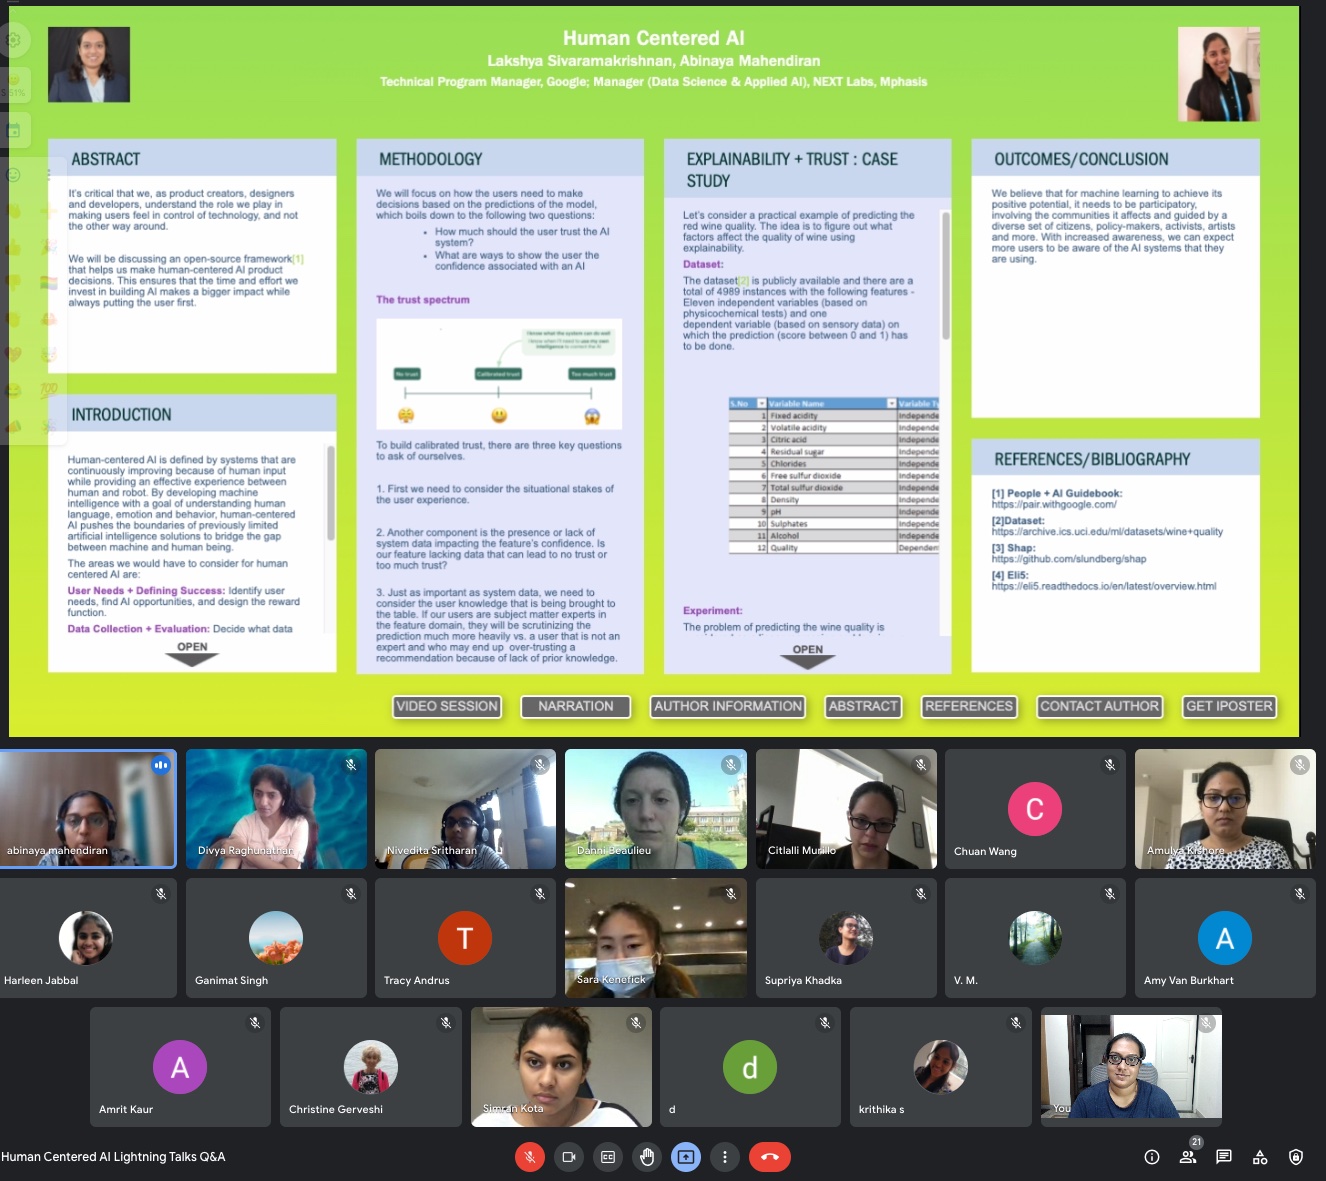 Human Centered AI
Lakshya Sivaramakrishnan, Abinaya Mahendiran
Technical Program Manager, Google; Manager (Data Science & Applied AI), NEXT Labs, Mphasis
ABSTRACT
It's critical that we, as product creators, designers
and developers, understand the role we play in
making users feel in control of technology, and not
the other way around.
We will be discussing an open-source framework[1]
that helps us make human-centered AI product
decisions. This ensures that the time and effort we
invest in building AI makes a bigger impact while
always putting the user first.
INTRODUCTION
Human-centered AI is defined by systems that are
continuously improving because of human input
while providing an effective experience between
human and robot. By developing machine
intelligence with a goal of understanding human
language, emotion and behavior, human-centered
AI pushes the boundaries of previously limited
artificial intelligence solutions to bridge the gap
between machine and human being.
The areas we would have to consider for human
centered AI are:
User Needs + Defining Success: Identify user
needs, find AI opportunities, and design the reward
function.
Data Collection + Evaluation: Decide what data
OPEN
METHODOLOGY
We will focus on how the users need to make
decisions based on the predictions of the model,
which boils down to the following two questions:
• How much should the user trust the AI
system?
• What are ways to show the user the
confidence associated with an AI
The trust spectrum
I know what the system can do well
I know when I'll need to use my own
intelligence to correct the AI
No trust
Calibrated trust
Too much trust
To build calibrated trust, there are three key questions
to ask of ourselves.
1. First we need to consider the situational stakes of
the user experience.
2. Another component is the presence or lack of
system data impacting the feature's confidence. Is
our feature lacking data that can lead to no trust or
too much trust?
3. Just as important as system data, we need to
consider the user knowledge that is being brought to
the table. If our users are subject matter experts in
the feature domain, they will be scrutinizing the
prediction much more heavily vs. a user that is not an
expert and who may end up over-trusting a
recommendation because of lack of prior knowledge.
EXPLAINABILITY + TRUST : CASE
STUDY
Let's consider a practical example of predicting the
red wine quality. The idea is to figure out what
factors affect the quality of wine using
explainability.
Dataset:
The dataset[2] is publicly available and there are a
total of 4989 instances with the following features -
Eleven independent variables (based on
physicochemical tests) and one
dependent variable (based on sensory data) on
which the prediction (score between 0 and 1) has
to be done.
S.No Variable Name Variable Ty
1 Fixed acidity Independe
2 Volatile acidity Independe
3 Citric acid Independe
4 Residual sugar Independe
5 Chlorides Independe
6 Free sulfur dioxide Independe
7 Total sulfur dioxide Independe
8 Density Independe
9 pH Independe
10 Sulphates Independe
11 Alcohol Independe
12 Quality Dependent
Experiment:
The problem of predicting the wine quality is
OPEN
OUTCOMES/CONCLUSION
We believe that for machine learning to achieve its
positive potential, it needs to be participatory,
involving the communities it affects and guided by a
diverse set of citizens, policy-makers, activists, artists
and more. With increased awareness, we can expect
more users to be aware of the AI systems that they
are using.
REFERENCES/BIBLIOGRAPHY
[1] People + AI Guidebook:
https://pair.withgoogle.com/
[2]Dataset:
https://archive.ics.uci.edu/ml/datasets/wine+quality
[3] Shap:
https://github.com/slundberg/shap
[4] Eli5:
https://eli5.readthedocs.io/en/latest/overview.html
VIDEO SESSION
NARRATION
AUTHOR INFORMATION
ABSTRACT
REFERENCES
CONTACT AUTHOR
GET IPOSTER
abinaya mahendiran
Divya Raghunathan
Nivedita Sritharan
Danni Beaulieu
Citlalli Murillo
C
Chuan Wang
Amulya Kishore
Harleen Jabbal
Ganimat Singh
T
Tracy Andrus
Sara Kenefick
Supriya Khadka
V. M.
A
Amy Van Burkhart
A
Amrit Kaur
Christine Gerveshi
Simran Kota
d
d
krithika s
You
Human Centered AI Lightning Talks Q&A
21